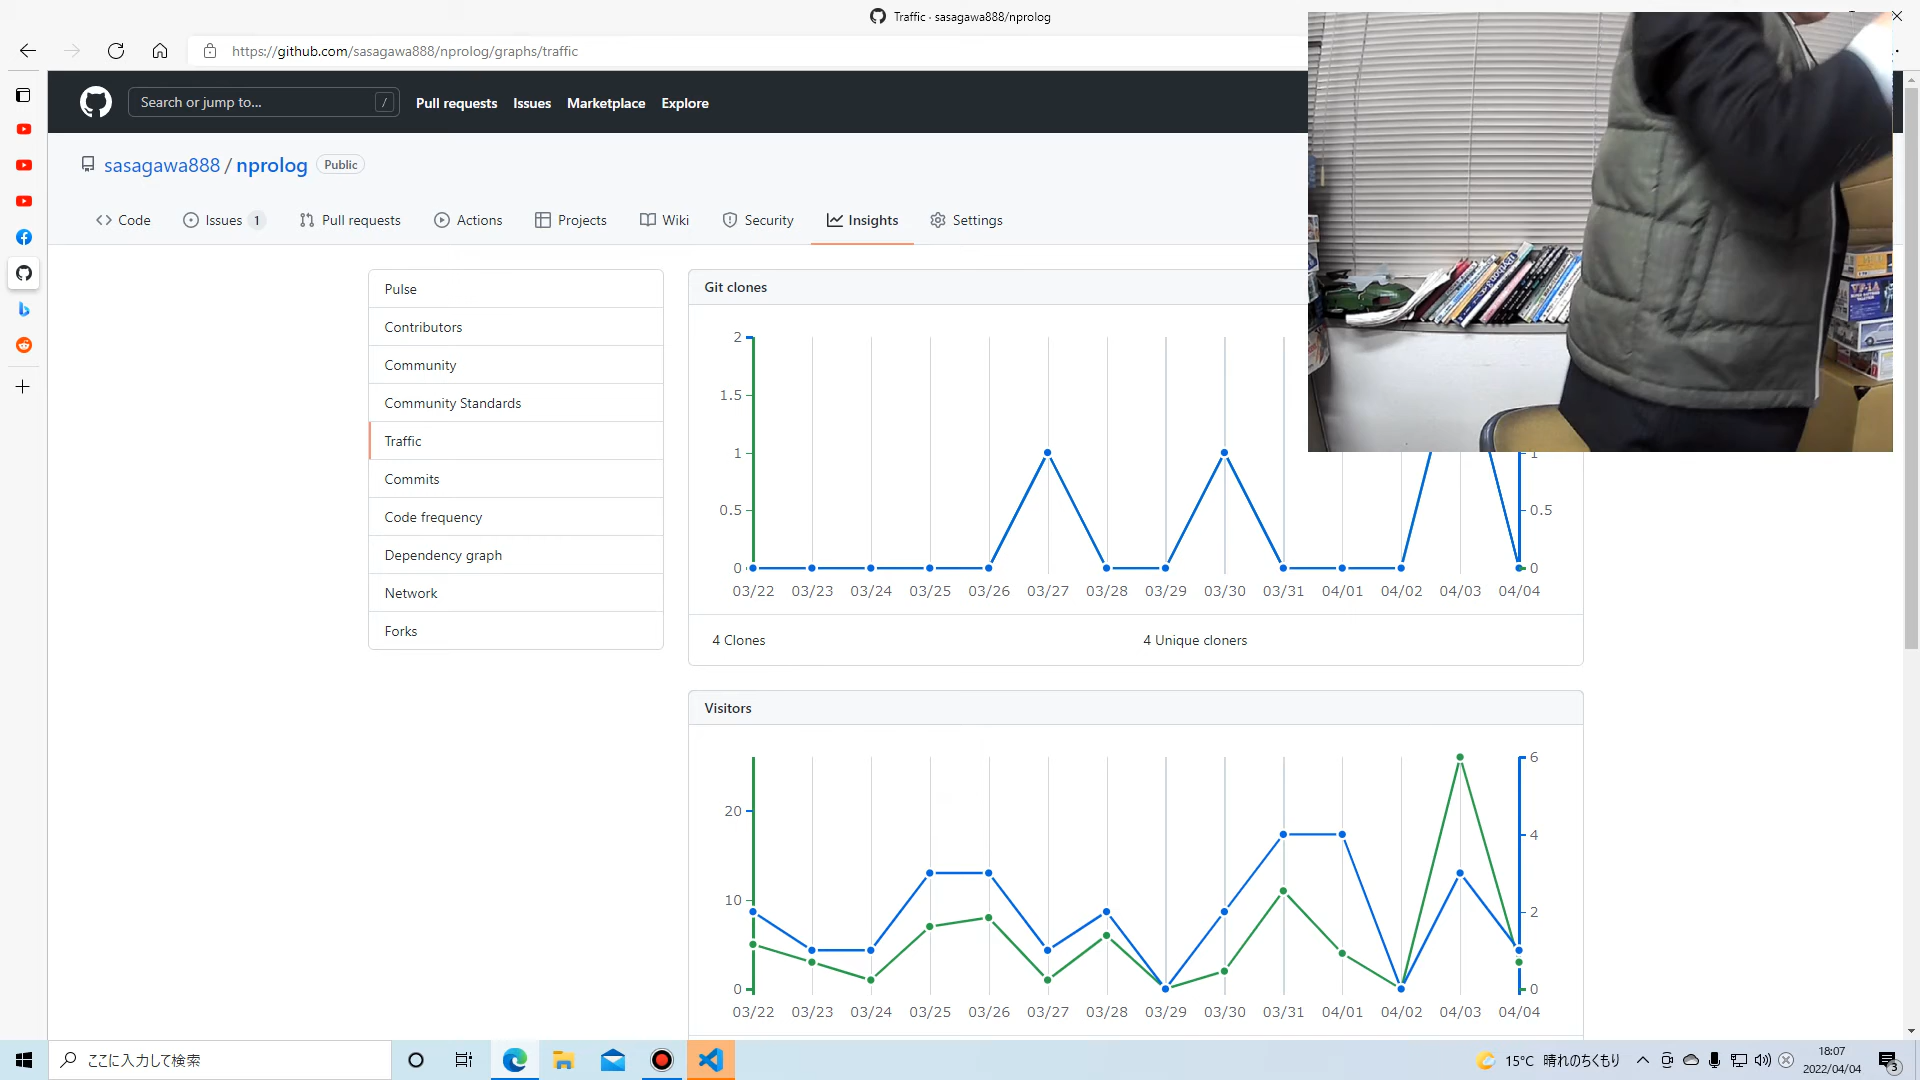 Traffic · sasagawa888/nprolog
https://github.com/sasagawa888/nprolog/graphs/traffic
Search or jump to... /
Pull requests Issues Marketplace Explore
sasagawa888 / nprolog Public
Code Issues 1 Pull requests Actions Projects Wiki Security Insights Settings
Pulse
Contributors
Community
Community Standards
Traffic
Commits
Code frequency
Dependency graph
Network
Forks
Git clones
2
1.5
1 1
0.5 0.5
0 0
03/22 03/23 03/24 03/25 03/26 03/27 03/28 03/29 03/30 03/31 04/01 04/02 04/03 04/04
4 Clones 4 Unique cloners
Visitors
6
20
4
10
2
0 0
03/22 03/23 03/24 03/25 03/26 03/27 03/28 03/29 03/30 03/31 04/01 04/02 04/03 04/04
VF-1A
ここに入力して検索
15°C 晴れのちくもり
18:07
2022/04/04
3